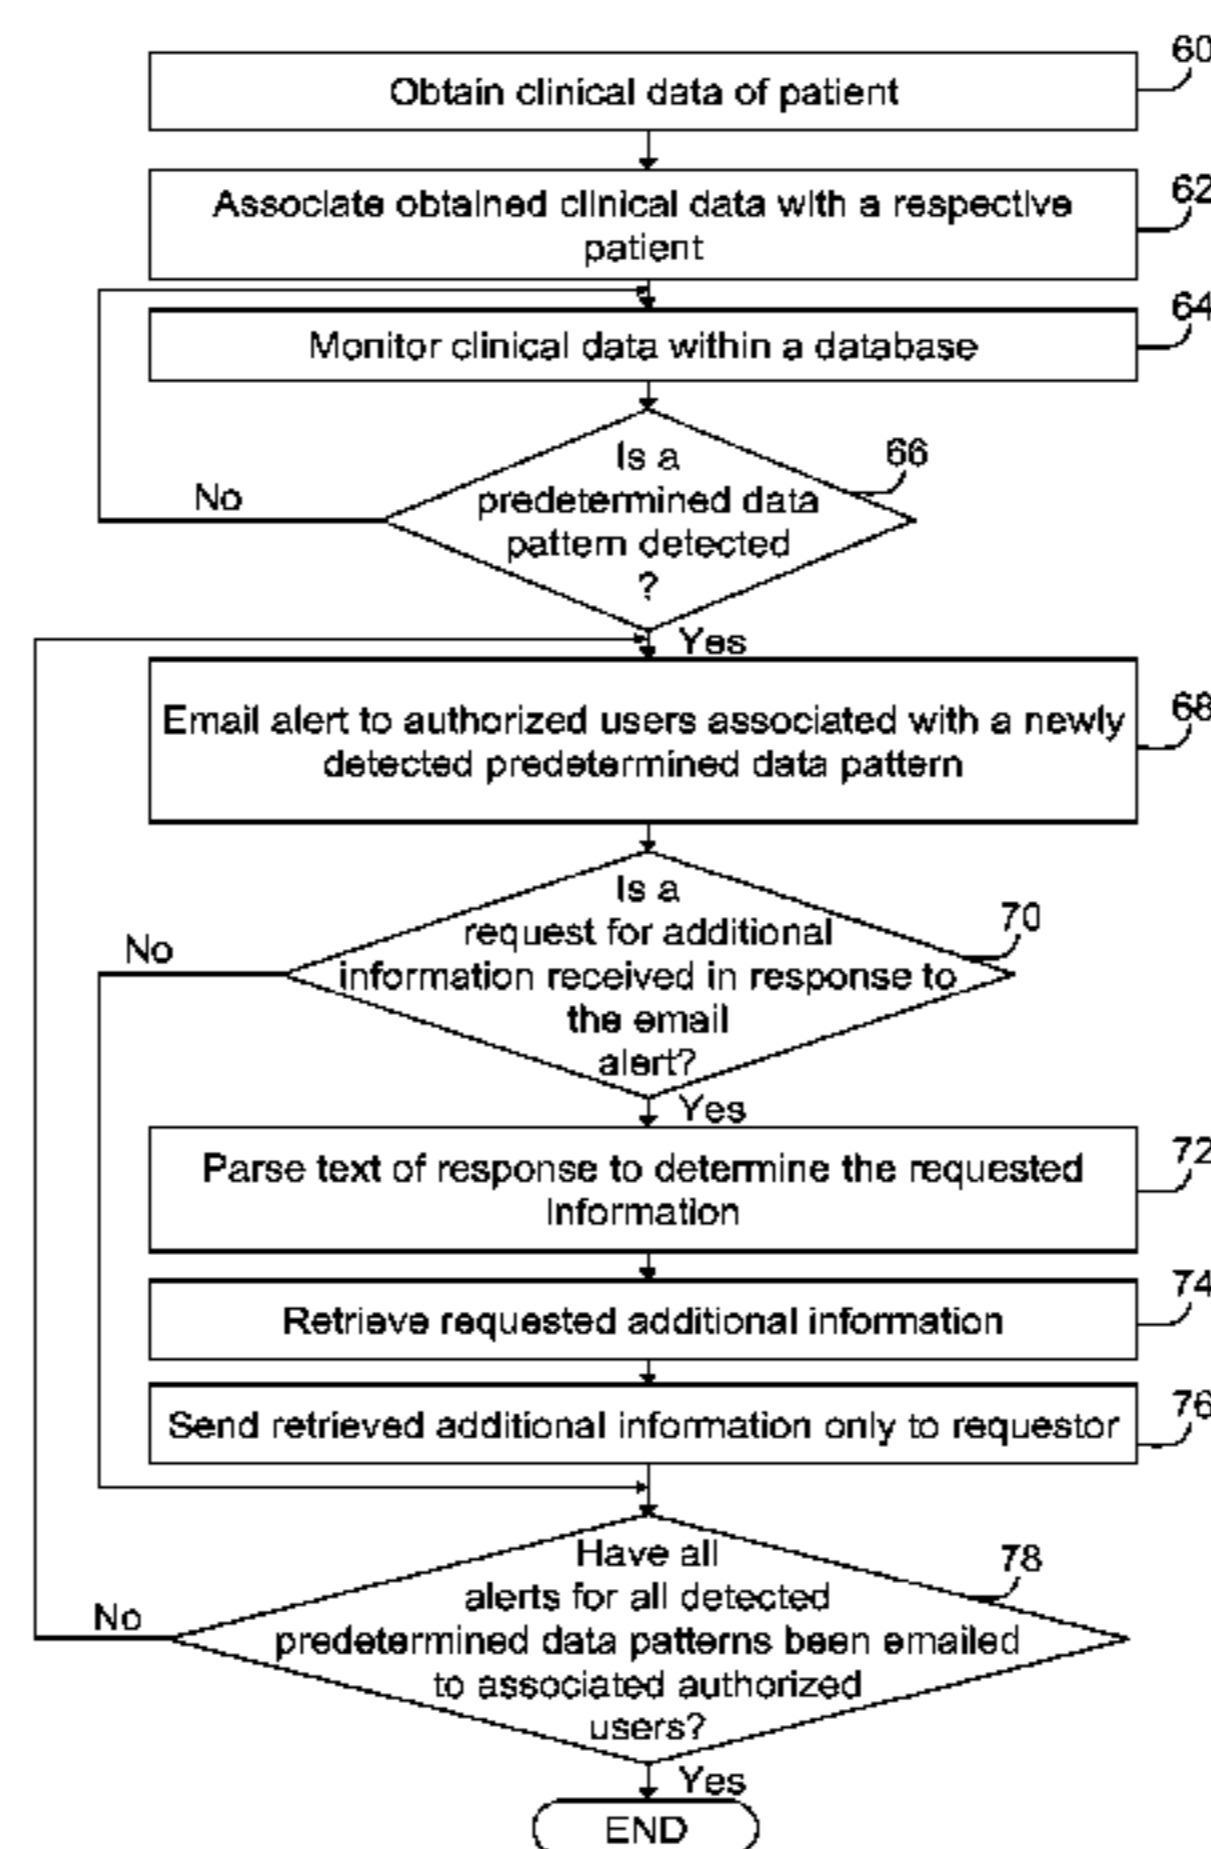 60
Obtain clinical data of patient
62
Associate obtained clinical data with a respective
patient
64
Monitor clinical data within a database
66
Is a
predetermined data
pattern detected
?
No
Yes
68
Email alert to authorized users associated with a newly
detected predetermined data pattern
70
Is a
request for additional
information received in response to
the email
alert?
No
Yes
72
Parse text of response to determine the requested
information
74
Retrieve requested additional information
76
Send retrieved additional information only to requestor
78
Have all
alerts for all detected
predetermined data patterns been emailed
to associated authorized
users?
No
Yes
END